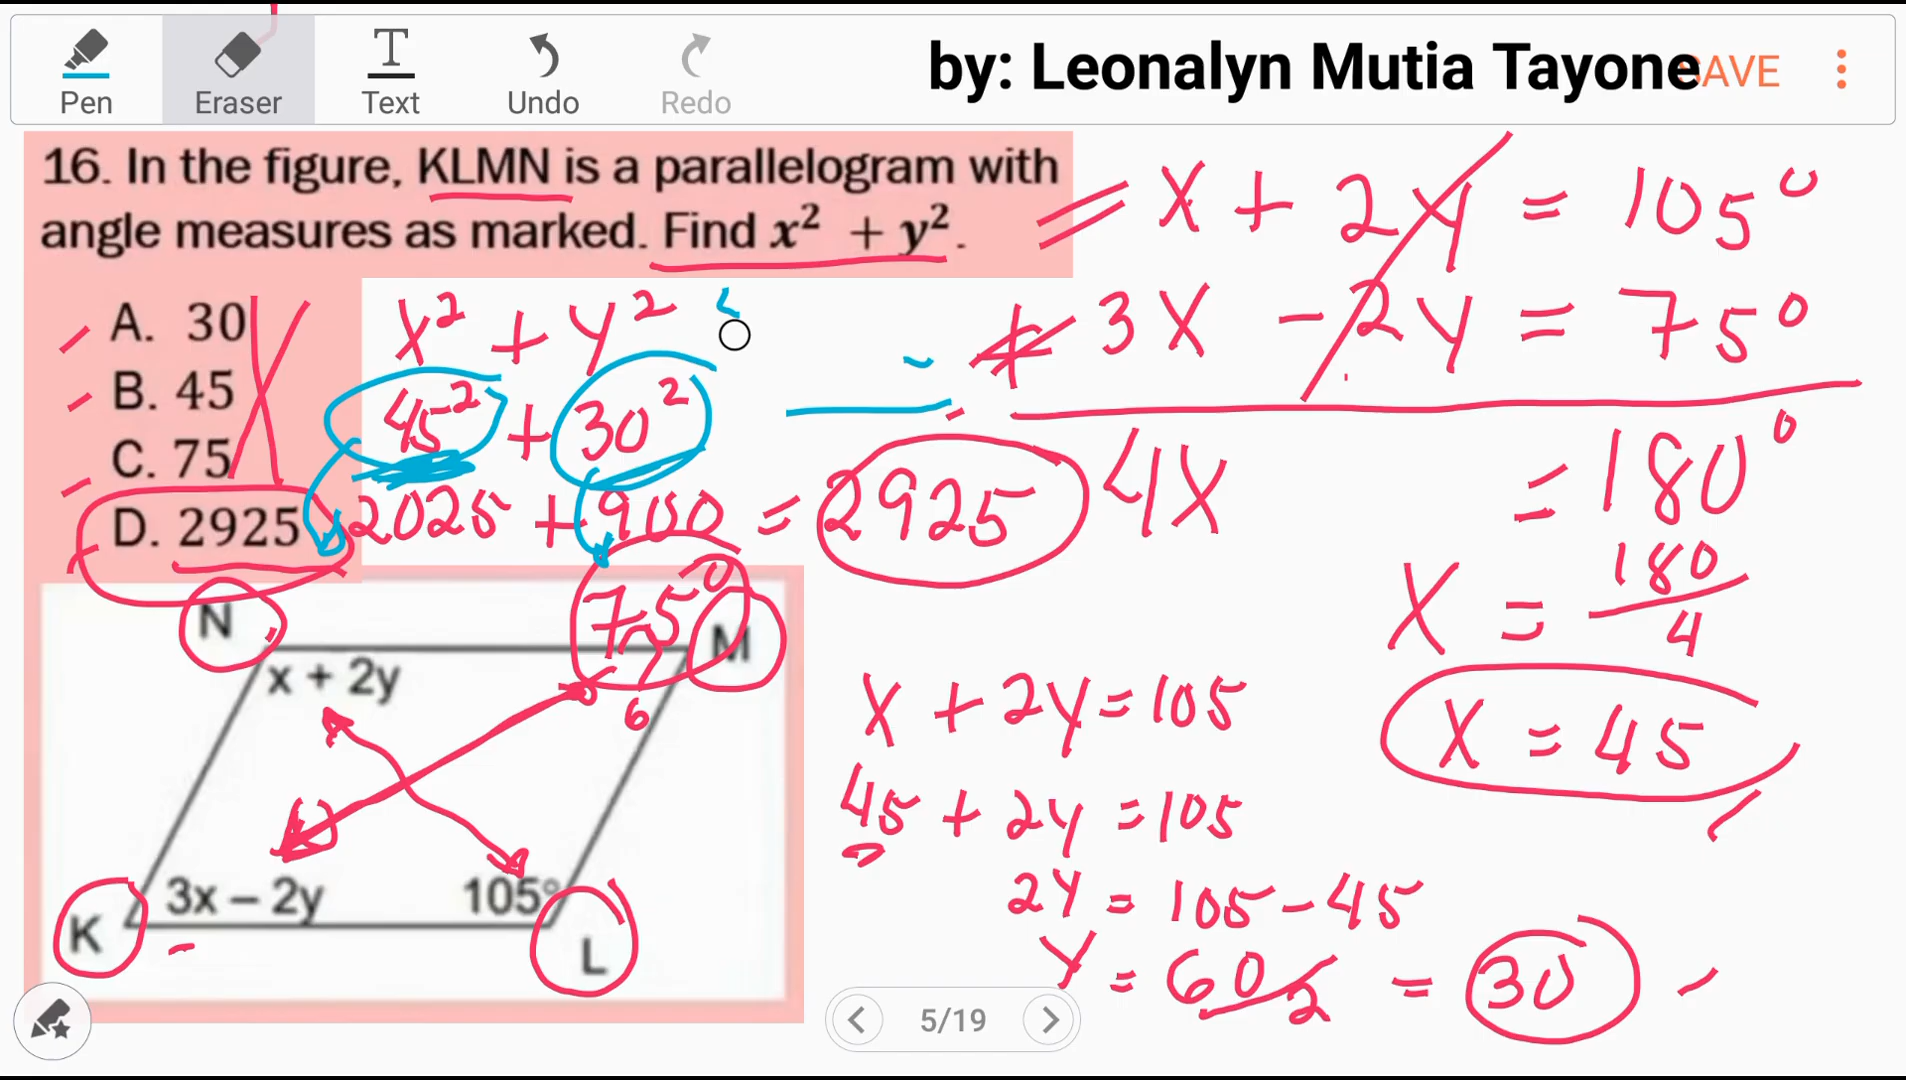 Pen
Eraser
Text
Undo
Redo
by: Leonalyn Mutia Tayone
AVE
16. In the figure, KLMN is a parallelogram with
angle measures as marked. Find x² + y².
A. 30
B. 45
C. 75
D. 2925
x² + y²
45² + 30²
2025 + 900 = 2925
= x + 2y = 105°
+ 3x - 2y = 75°
4x = 180°
x = 180/4
x = 45
N
75°
M
x + 2y
3x – 2y
105°
K
L
x + 2y = 105
45 + 2y = 105
2y = 105 - 45
y = 60/2 = 30
5/19